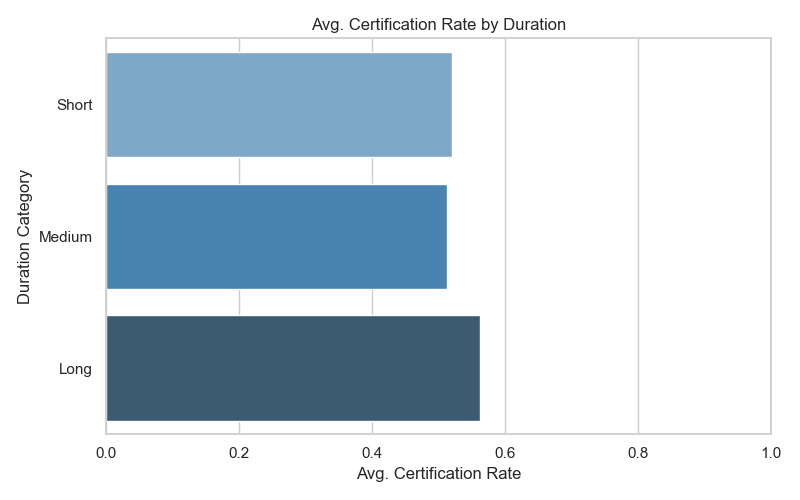 Avg. Certification Rate by Duration
Duration Category
Short
Medium
Long
0.0 0.2 0.4 0.6 0.8 1.0
Avg. Certification Rate